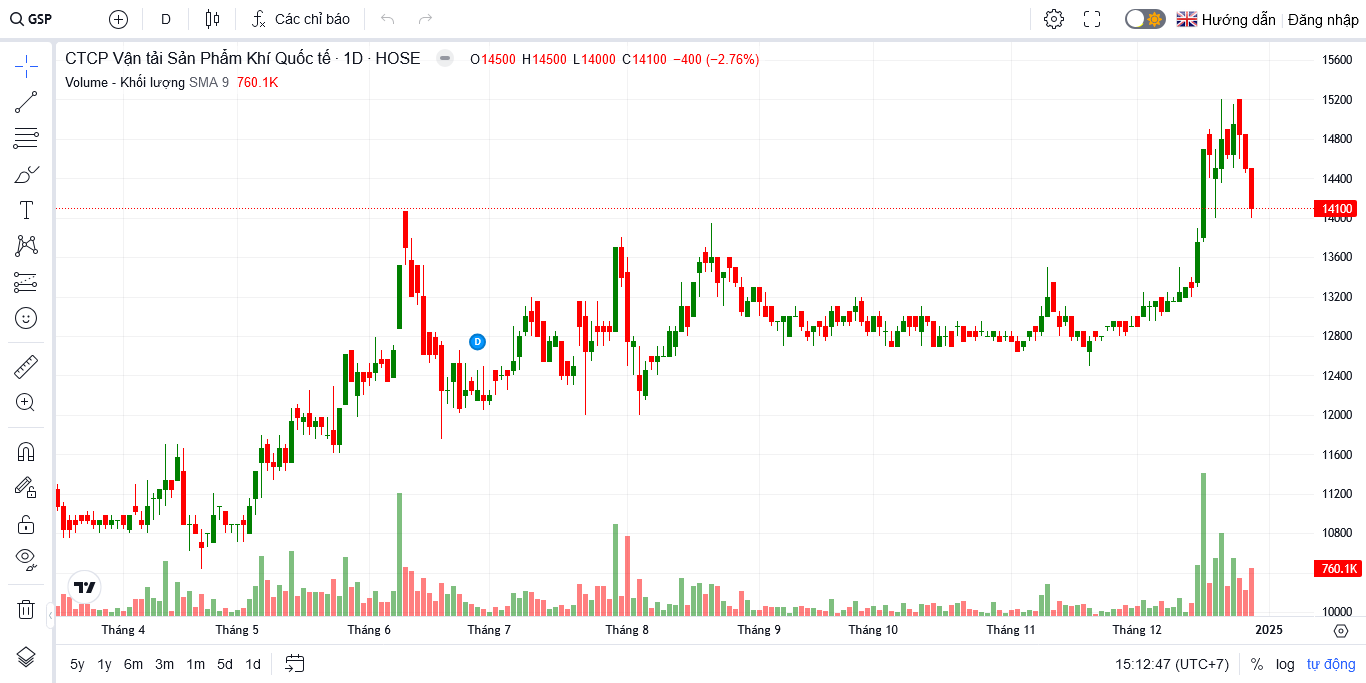 GSP D Các chỉ báo Hướng dẫn Đăng nhập
CTCP Vận tải Sản Phẩm Khí Quốc tế · 1D · HOSE O14500 H14500 L14000 C14100 −400 (−2.76%)
Volume - Khối lượng SMA 9 760.1K
15600
15200
14800
14400
14100
14000
13600
13200
D
12800
12400
12000
11600
11200
10800
760.1K
10000
Tháng 4 Tháng 5 Tháng 6 Tháng 7 Tháng 8 Tháng 9 Tháng 10 Tháng 11 Tháng 12 2025
5y 1y 6m 3m 1m 5d 1d 15:12:47 (UTC+7) % log tự động